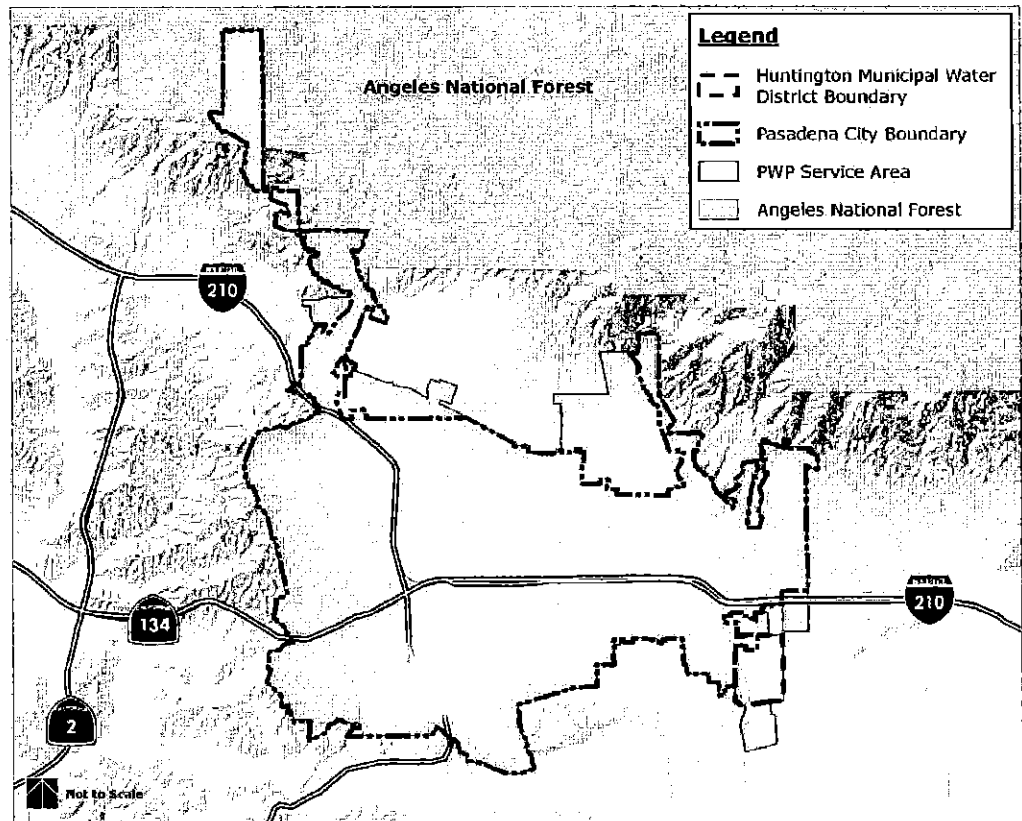 Legend
Huntington Municipal Water
District Boundary
Pasadena City Boundary
PWP Service Area
Angeles National Forest
Angeles National Forest
210
210
134
2
Not to Scale